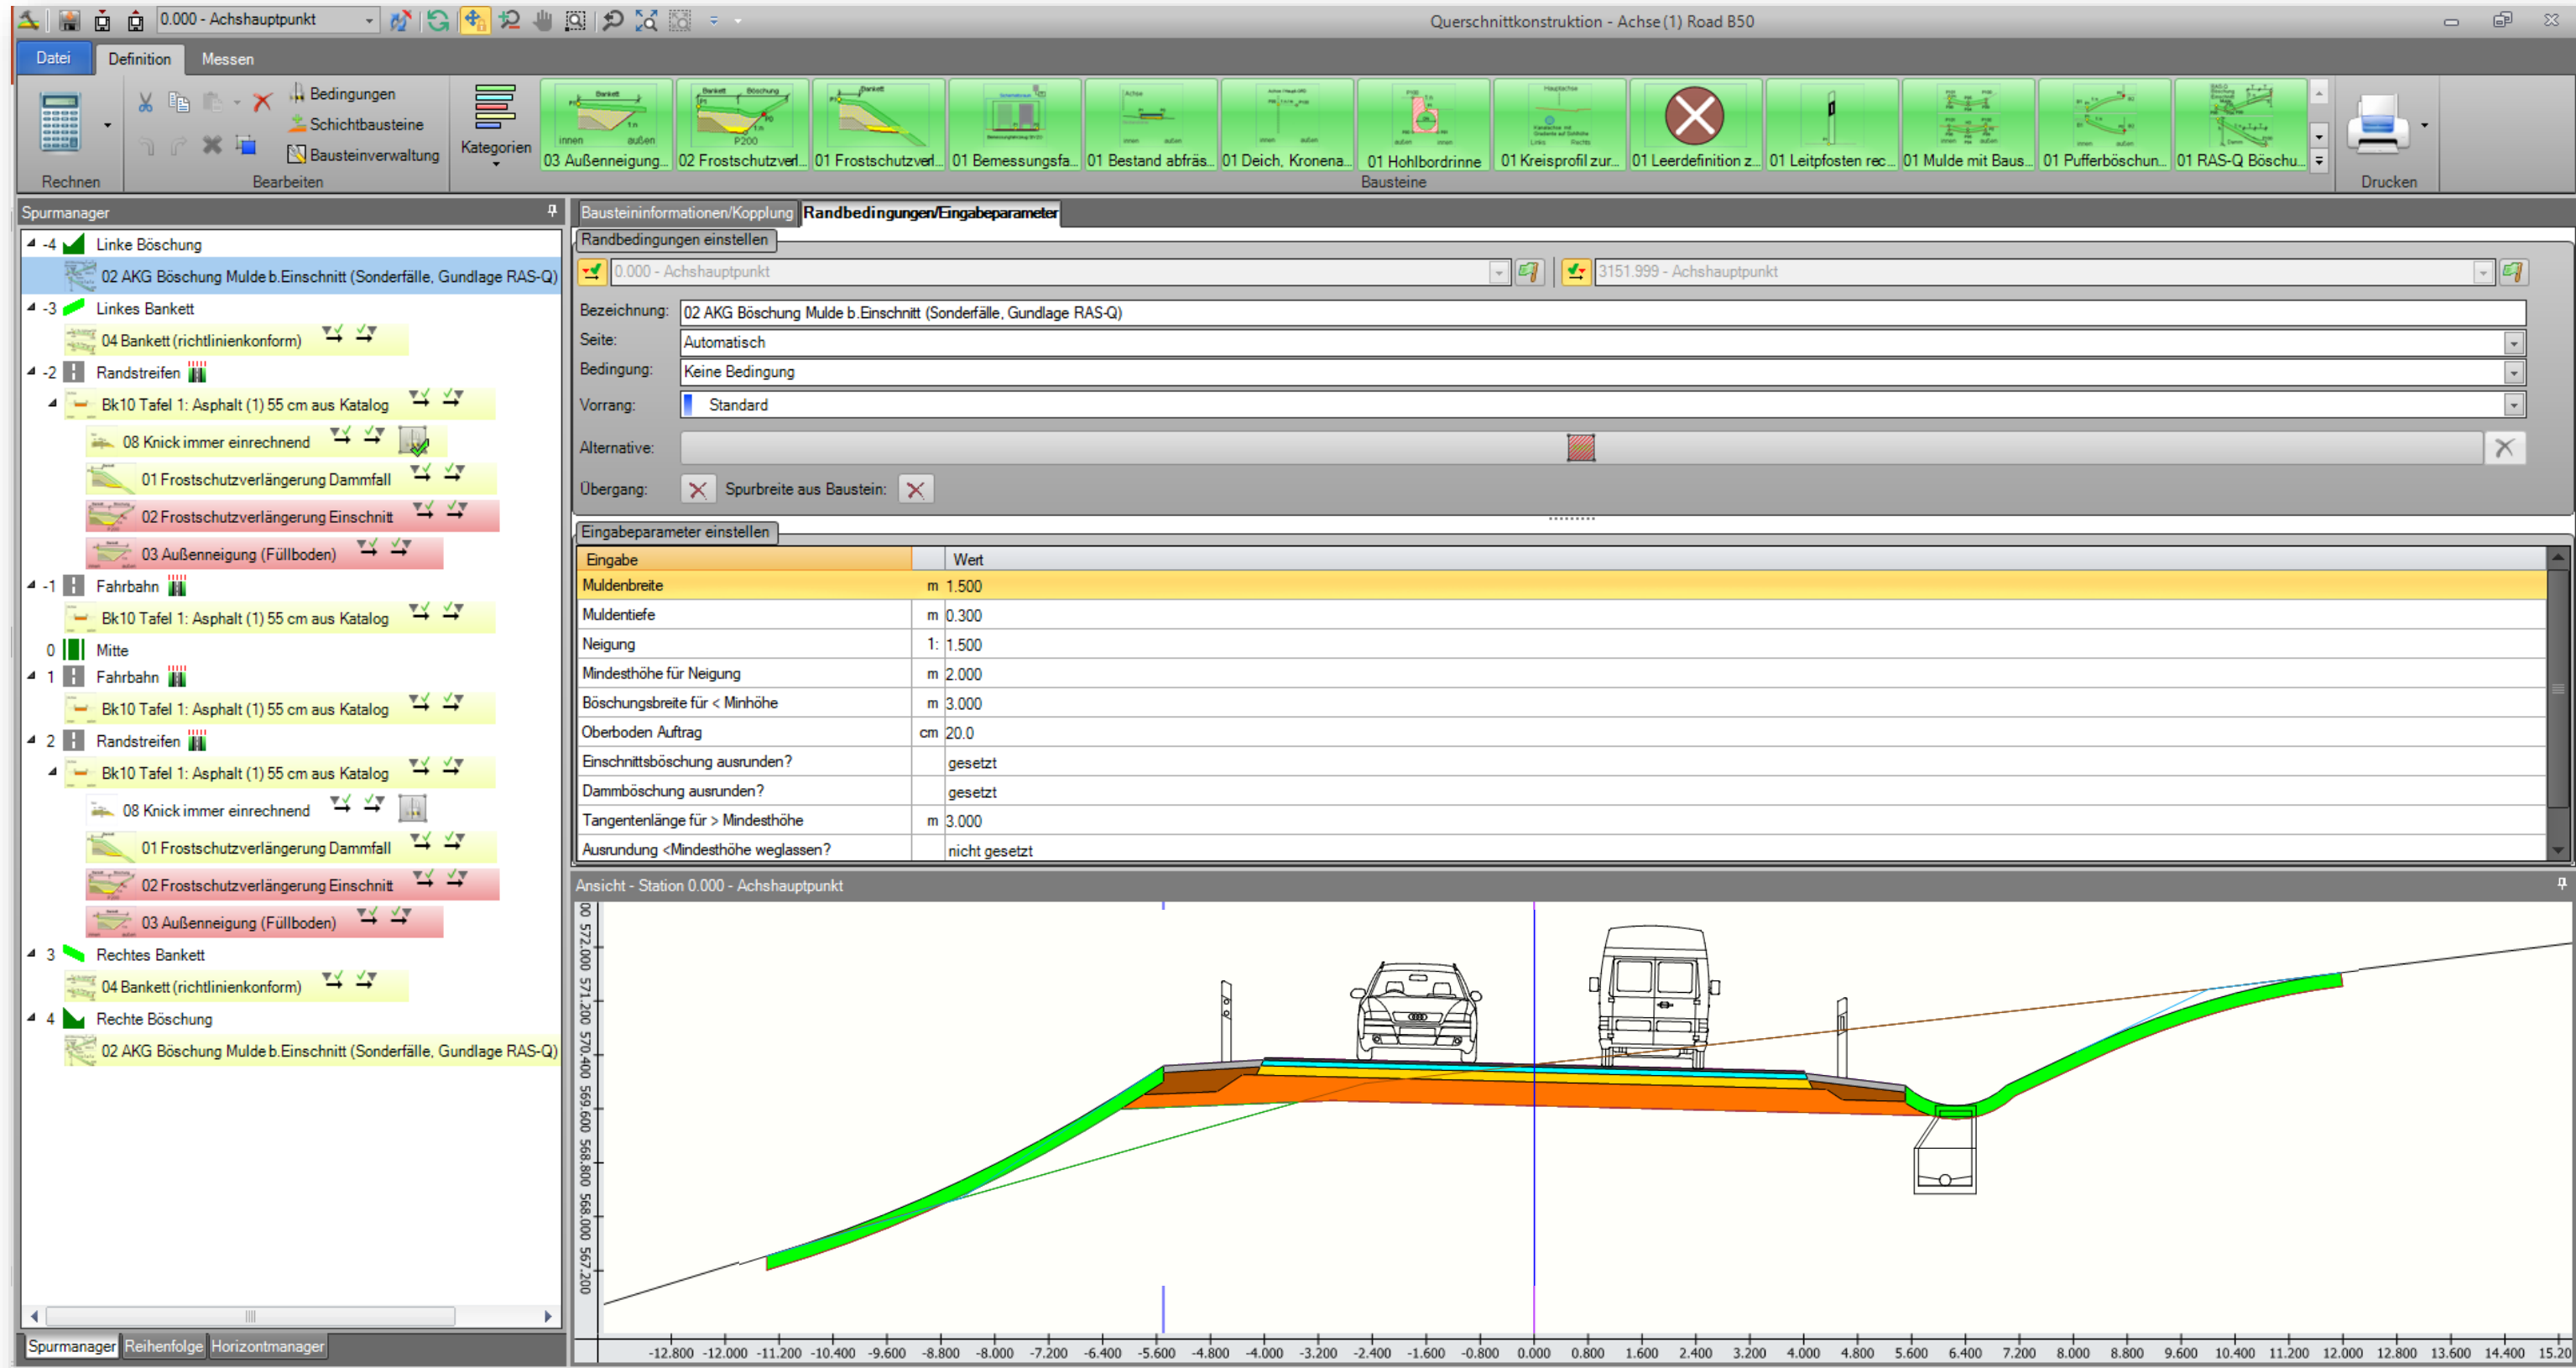 0.000 - Achshauptpunkt
Querschnittkonstruktion - Achse (1) Road B50
Datei
Definition
Messen
Bedingungen
Schichtbausteine
Bausteinverwaltung
Kategorien
03 Außenneigung...
02 Frostschutzverl...
01 Frostschutzverl...
01 Bemessungsfa...
01 Bestand abfräs...
01 Deich, Kronena...
01 Hohlbordrinne
01 Kreisprofil zur...
01 Leerdefinition z...
01 Leitpfosten rec...
01 Mulde mit Baus...
01 Pufferböschun...
01 RAS-Q Böschu...
Rechnen
Bearbeiten
Bausteine
Drucken
Spurmanager
-4 Linke Böschung
02 AKG Böschung Mulde b.Einschnitt (Sonderfälle, Gundlage RAS-Q)
-3 Linkes Bankett
04 Bankett (richtlinienkonform)
-2 Randstreifen
Bk10 Tafel 1: Asphalt (1) 55 cm aus Katalog
08 Knick immer einrechnend
01 Frostschutzverlängerung Dammfall
02 Frostschutzverlängerung Einschnitt
03 Außenneigung (Füllboden)
-1 Fahrbahn
Bk10 Tafel 1: Asphalt (1) 55 cm aus Katalog
0 Mitte
1 Fahrbahn
Bk10 Tafel 1: Asphalt (1) 55 cm aus Katalog
2 Randstreifen
Bk10 Tafel 1: Asphalt (1) 55 cm aus Katalog
08 Knick immer einrechnend
01 Frostschutzverlängerung Dammfall
02 Frostschutzverlängerung Einschnitt
03 Außenneigung (Füllboden)
3 Rechtes Bankett
04 Bankett (richtlinienkonform)
4 Rechte Böschung
02 AKG Böschung Mulde b.Einschnitt (Sonderfälle, Gundlage RAS-Q)
Spurmanager
Reihenfolge
Horizontmanager
Bausteininformationen/Kopplung
Randbedingungen/Eingabeparameter
Randbedingungen einstellen
0.000 - Achshauptpunkt
3151.999 - Achshauptpunkt
Bezeichnung: 02 AKG Böschung Mulde b.Einschnitt (Sonderfälle, Gundlage RAS-Q)
Seite: Automatisch
Bedingung: Keine Bedingung
Vorrang: Standard
Alternative:
Übergang: Spurbreite aus Baustein:
Eingabeparameter einstellen
Eingabe Wert
Muldenbreite m 1.500
Muldentiefe m 0.300
Neigung 1: 1.500
Mindesthöhe für Neigung m 2.000
Böschungsbreite für < Minhöhe m 3.000
Oberboden Auftrag cm 20.0
Einschnittsböschung ausrunden? gesetzt
Dammböschung ausrunden? gesetzt
Tangentenlänge für > Mindesthöhe m 3.000
Ausrundung <Mindesthöhe weglassen? nicht gesetzt
Ansicht - Station 0.000 - Achshauptpunkt
00 572.000 571.200 570.400 569.600 568.800 568.000 567.200
-12.800 -12.000 -11.200 -10.400 -9.600 -8.800 -8.000 -7.200 -6.400 -5.600 -4.800 -4.000 -3.200 -2.400 -1.600 -0.800 0.000 0.800 1.600 2.400 3.200 4.000 4.800 5.600 6.400 7.200 8.000 8.800 9.600 10.400 11.200 12.000 12.800 13.600 14.400 15.20